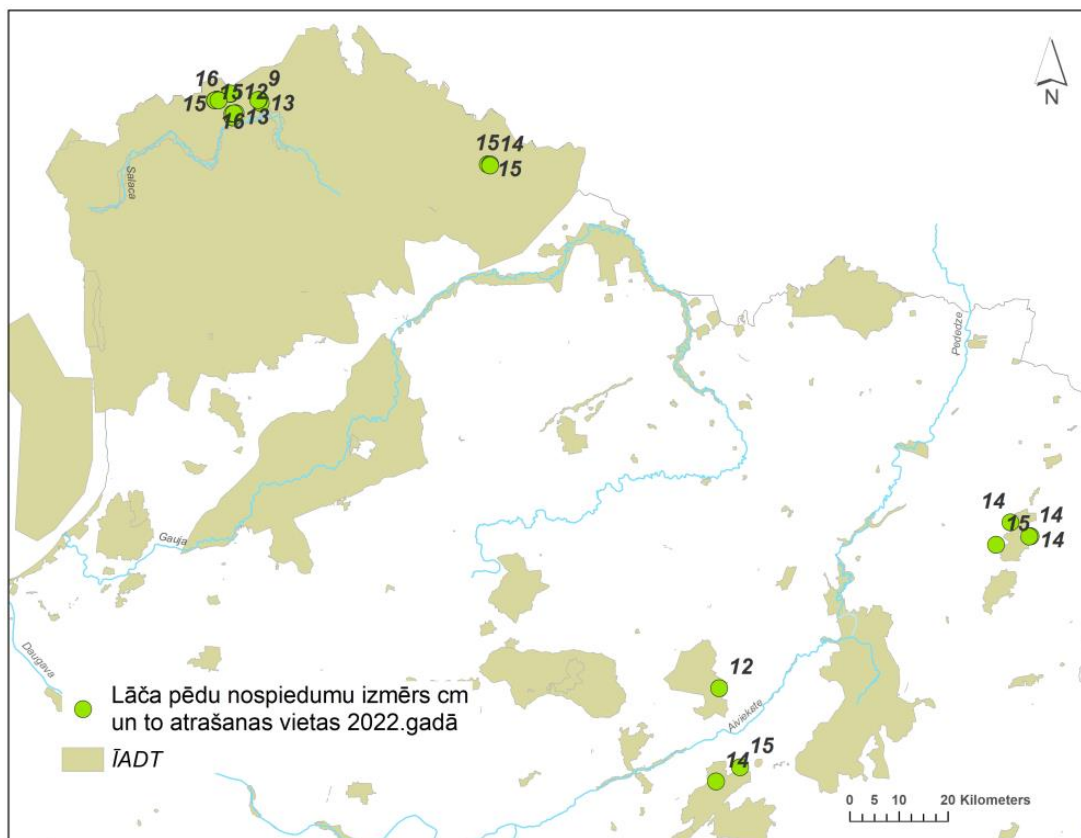 16 9
15 15 12 13
16 13
N
15 14
15
Salaca
Pededze
14 14
15
14
Gauja
Daugava
12
Aiviekste
15
14
Lāča pēdu nospiedumu izmērs cm
un to atrašanas vietas 2022.gadā
ĪADT
0 5 10 20 Kilometers